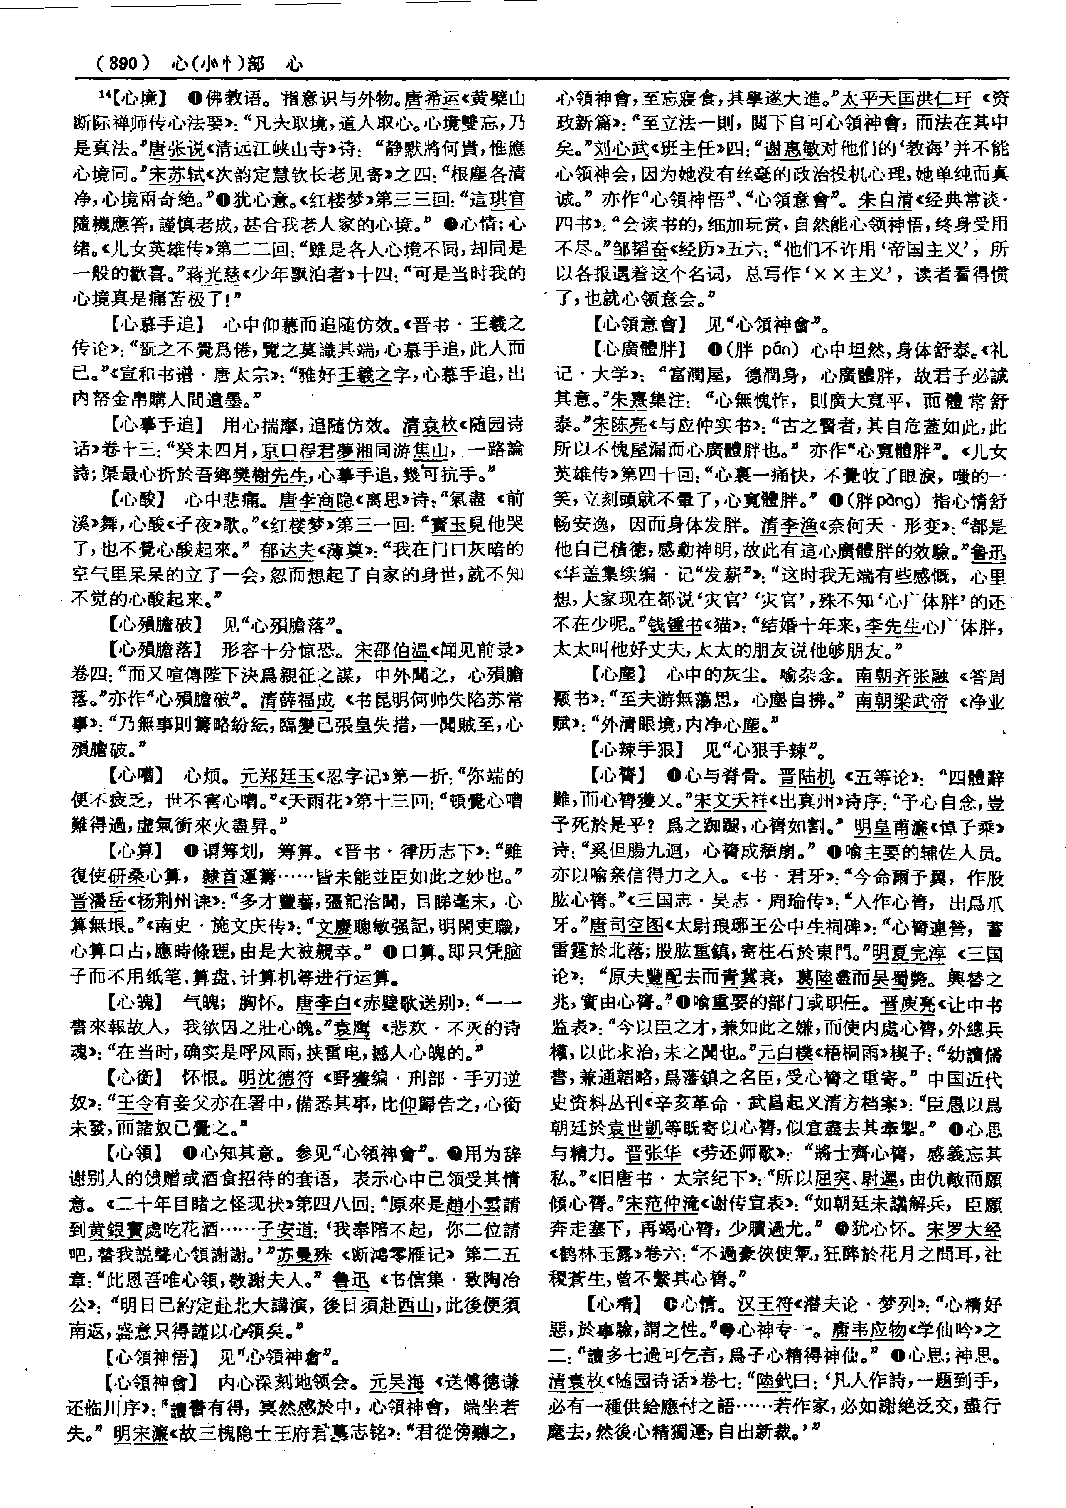 （390） 心(小忄)部 心
¹⁴【心境】 ❶佛教语。指意识与外物。唐希运《黄檗山
断际禅师传心法要》：“凡夫取境，道人取心。心境雙忘，乃
是真法。”唐张说《清远江峡山寺》诗：“静默將何貴，惟應
心境同。”宋苏轼《次韵定慧钦长老见寄》之四：“根塵各清
净，心境兩奇绝。”❷犹心意。《红楼梦》第三三回：“這琪官
隨機應答，謹慎老成，甚合我老人家的心境。”❸心情；心
绪。《儿女英雄传》第二二回：“雖是各人心境不同，却同是
一般的歡喜。”蒋光慈《少年飘泊者》十四：“可是当时我的
心境真是痛苦极了！”
【心慕手追】 心中仰慕而追随仿效。《晋书·王羲之
传论》：“翫之不覺爲倦，覽之莫識其端，心慕手追，此人而
已。”《宣和书谱·唐太宗》：“雅好王羲之字，心慕手追，出
内帑金帛購人間遺墨。”
【心摹手追】 用心揣摩，追随仿效。清袁枚《随园诗
话》卷十三：“癸未四月，京口程君夢湘同游焦山，一路論
詩；渠最心折於吾鄉樊榭先生，心摹手追，幾可抗手。”
【心酸】 心中悲痛。唐李商隐《离思》诗：“氣盡《前
溪》舞，心酸《子夜》歌。”《红楼梦》第三一回：“寶玉見他哭
了，也不覺心酸起來。”郁达夫《薄奠》：“我在门口灰暗的
空气里呆呆的立了一会，忽而想起了自家的身世，就不知
不觉的心酸起来。”
【心殞膽破】 见“心殞膽落”。
【心殞膽落】 形容十分惊恐。宋邵伯温《闻见前录》
卷四：“而又喧傳陛下決爲親征之謀，中外聞之，心殞膽
落。”亦作“心殞膽破”。清薛福成《书昆明何帅失陷苏常
事》：“乃無事則籌略紛紜，臨變已張皇失措，一聞賊至，心
殞膽破。”
【心嘈】 心烦。元郑廷玉《忍字记》第一折：“你端的
便不疲乏，世不害心嘈。”《天雨花》第十三回：“頓覺心嘈
難得過，虚氣衝來火盡昇。”
【心算】 ❶谓筹划，筹算。《晋书·律历志下》：“雖
復使研桑心算，隸首運籌……皆未能並臣如此之妙也。”
晋潘岳《杨荆州诔》：“多才豐藝，强記洽聞，目睇毫末，心
算無垠。”《南史·施文庆传》：“文慶聰敏强記，明閑吏職，
心算口占，應時條理，由是大被親幸。”❷口算。即只凭脑
子而不用纸笔、算盘、计算机等进行运算。
【心魄】 气魄；胸怀。唐李白《赤壁歌送别》：“一一
書來報故人，我欲因之壯心魄。”袁鹰《悲欢·不灭的诗
魂》：“在当时，确实是呼风雨，挟雷电，撼人心魄的。”
【心銜】 怀恨。明沈德符《野獲编·刑部·手刃逆
奴》：“王令有妾父亦在署中，備悉其事，比仰歸告之，心銜
未發，而諸奴已覺之。”
【心領】 ❶心知其意。参见“心領神會”。❷用为辞
谢别人的馈赠或酒食招待的套语，表示心中已领受其情
意。《二十年目睹之怪现状》第四八回：“原來是趙小雲請
到黄銀寶處吃花酒……子安道：‘我奉陪不起，你二位請
吧，替我説聲心領謝謝。’”苏曼殊《断鸿零雁记》第二五
章：“此恩吾唯心領，敬謝夫人。”鲁迅《书信集·致陶冶
公》：“明日已約定赴北大講演，後日須赴西山，此後便須
南返，盛意只得謹以心領矣。”
【心領神悟】 见“心領神會”。
【心領神會】 内心深刻地领会。元吴海《送傅德谦
还临川序》：“讀書有得，冥然感於中，心領神會，端坐若
失。”明宋濂《故三槐隐士王府君墓志铭》：“君從傍聽之，
心領神會，至忘寝食，其學遂大進。”太平天国洪仁玕《资
政新篇》：“至立法一則，閲下自可心領神會，而法在其中
矣。”刘心武《班主任》四：“谢惠敏对他们的‘教诲’并不能
心领神会，因为她没有丝毫的政治投机心理，她单纯而真
诚。”亦作“心領神悟”、“心領意會”。朱自清《经典常谈·
四书》：“会读书的，细加玩赏，自然能心领神悟，终身受用
不尽。”邹韬奋《经历》五六：“他们不许用‘帝国主义’，所
以各报遇着这个名词，总写作‘××主义’，读者看得惯
了，也就心领意会。”
【心領意會】 见“心領神會”。
【心廣體胖】 ❶(胖 pán) 心中坦然，身体舒泰。《礼
记·大学》：“富潤屋，德潤身，心廣體胖，故君子必誠
其意。”朱熹集注：“心無愧怍，則廣大寬平，而體常舒
泰。”宋陈亮《与应仲实书》：“古之賢者，其自危蓋如此，此
所以不愧屋漏而心廣體胖也。”亦作“心寬體胖”。《儿女
英雄传》第四十回：“心裏一痛快，不覺收了眼淚，嗤的一
笑，立刻頭就不暈了，心寬體胖。”❷(胖pàng) 指心情舒
畅安逸，因而身体发胖。清李渔《奈何天·形变》：“都是
他自己積德，感動神明，故此有這心廣體胖的效驗。”鲁迅
《华盖集续编·记“发薪”》：“这时我无端有些感慨，心里
想，大家现在都说‘灾官’‘灾官’，殊不知‘心广体胖’的还
不在少呢。”钱锺书《猫》：“结婚十年来，李先生心广体胖，
太太叫他好丈夫，太太的朋友说他够朋友。”
【心塵】 心中的灰尘。喻杂念。南朝齐张融《答周
颙书》：“至夫游無蕩思，心塵自拂。”南朝梁武帝《净业
赋》：“外清眼境，内净心塵。”
【心辣手狠】 见“心狠手辣”。
【心膂】 ❶心与脊骨。晋陆机《五等论》：“四體辭
難，而心膂獲乂。”宋文天祥《出真州》诗序：“予心自念，豈
予死於是乎？爲之踟躕，心膂如割。”明皇甫濂《悼子乘》
诗：“奚但腸九迴，心膂成頽崩。”❷喻主要的辅佐人员。
亦以喻亲信得力之人。《书·君牙》：“今命爾予翼，作股
肱心膂。”《三国志·吴志·周瑜传》：“入作心膂，出爲爪
牙。”唐司空图《太尉琅琊王公中生祠碑》：“心膂連營，蓄
雷霆於北落；股肱重鎮，寄柱石於東門。”明夏完淳《三国
论》：“原夫豐配去而青冀衰，葛陸盡而吴蜀斃。興替之
兆，實由心膂。”❸喻重要的部门或职任。晋庾亮《让中书
监表》：“今以臣之才，兼如此之嫌，而使内處心膂，外總兵
權，以此求治，未之聞也。”元白樸《梧桐雨》楔子：“幼讀儒
書，兼通韜略，爲藩鎮之名臣，受心膂之重寄。”中国近代
史资料丛刊《辛亥革命·武昌起义清方档案》：“臣愚以爲
朝廷於袁世凱等既寄以心膂，似宜盡去其牽掣。”❹心思
与精力。晋张华《劳还师歌》：“將士齊心膂，感義忘其
私。”《旧唐书·太宗纪下》：“所以屈突、尉遲，由仇敵而願
傾心膂。”宋范仲淹《谢传宣表》：“如朝廷未議解兵，臣願
奔走塞下，再竭心膂，少贖過尤。”❺犹心怀。宋罗大经
《鹤林玉露》卷六：“不過豪俠使氣，狂醉於花月之間耳，社
稷蒼生，曾不繫其心膂。”
【心精】 ❶心情。汉王符《潜夫论·梦列》：“心精好
惡，於事驗，謂之性。”❷心神专一。唐韦应物《学仙吟》之
二：“讀多七過可乞言，爲子心精得神仙。”❸心思；神思。
清袁枚《随园诗话》卷七：“陸釴曰：‘凡人作詩，一題到手，
必有一種供給應付之語……若作家，必如謝絶泛交，盡行
麾去，然後心精獨運，自出新裁。’”